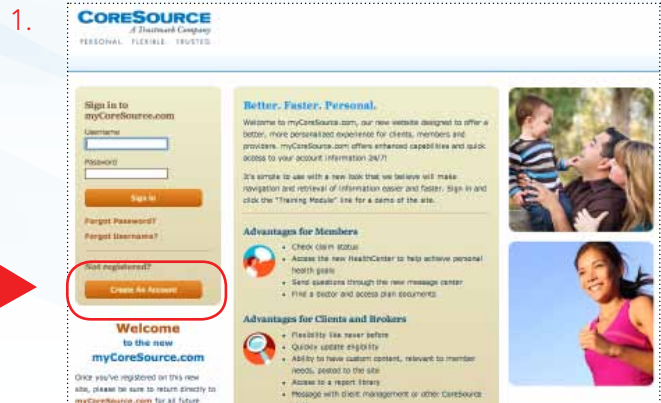 1.
CORESOURCE
A Trustmark Company
PERSONAL. FLEXIBLE. TRUSTED.
Sign in to
myCoreSource.com
Username
Password
Sign In
Forgot Password?
Forgot Username?
Not registered?
Create An Account
Welcome
to the new
myCoreSource.com
Once you've registered on this new
site, please be sure to return directly to
myCoreSource.com for all future
Better. Faster. Personal.
Welcome to myCoreSource.com, our new website designed to offer a
better, more personalized experience for clients, members and
providers. myCoreSource.com offers enhanced capabilities and quick
access to your account information 24/7!
It's simple to use with a new look that we believe will make
navigation and retrieval of information easier and faster. Sign in and
click the "Training Module" line for a demo of the site.
Advantages for Members
• Check claim status
• Access the new HealthCenter to help achieve personal
health goals
• Send questions through the new message center
• Find a doctor and access plan documents
Advantages for Clients and Brokers
• Flexibility like never before
• Quickly update eligibility
• Ability to have custom content, relevant to member
needs, posted to the site
• Access to a report library
• Message with client management or other CoreSource